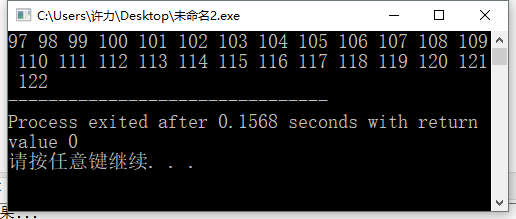 C:\Users\许力\Desktop\未命名2.exe
97 98 99 100 101 102 103 104 105 106 107 108 109
110 111 112 113 114 115 116 117 118 119 120 121
122
--------------------------------
Process exited after 0.1568 seconds with return
value 0
请按任意键继续. . .
果...